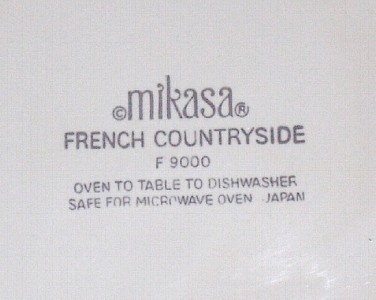 ©mikasa®
FRENCH COUNTRYSIDE
F 9000
OVEN TO TABLE TO DISHWASHER
SAFE FOR MICROWAVE OVEN JAPAN